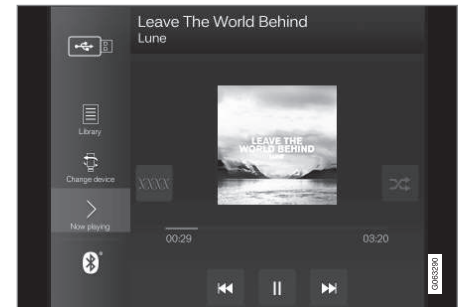 Leave The World Behind
Lune
Library
Change device
Now playing
LEAVE THE
WORLD BEHIND
LUNE
XXXX
00:29
03:20
G063290